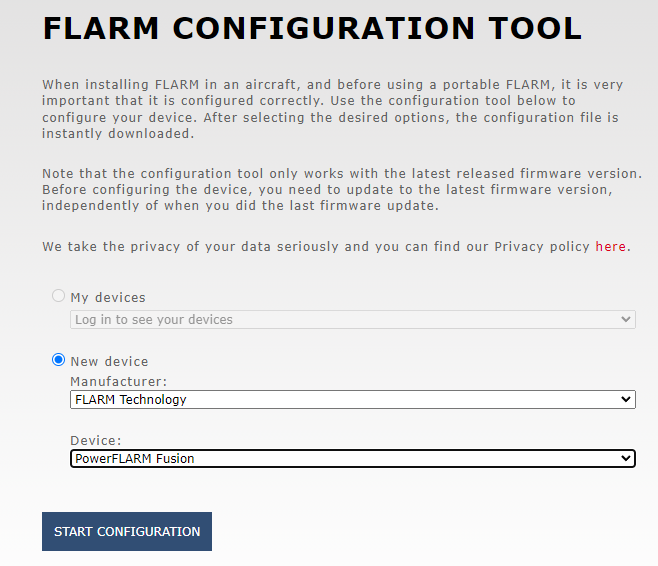 FLARM CONFIGURATION TOOL
When installing FLARM in an aircraft, and before using a portable FLARM, it is very
important that it is configured correctly. Use the configuration tool below to
configure your device. After selecting the desired options, the configuration file is
instantly downloaded.
Note that the configuration tool only works with the latest released firmware version.
Before configuring the device, you need to update to the latest firmware version,
independently of when you did the last firmware update.
We take the privacy of your data seriously and you can find our Privacy policy here.
My devices
Log in to see your devices
New device
Manufacturer:
FLARM Technology
Device:
PowerFLARM Fusion
START CONFIGURATION